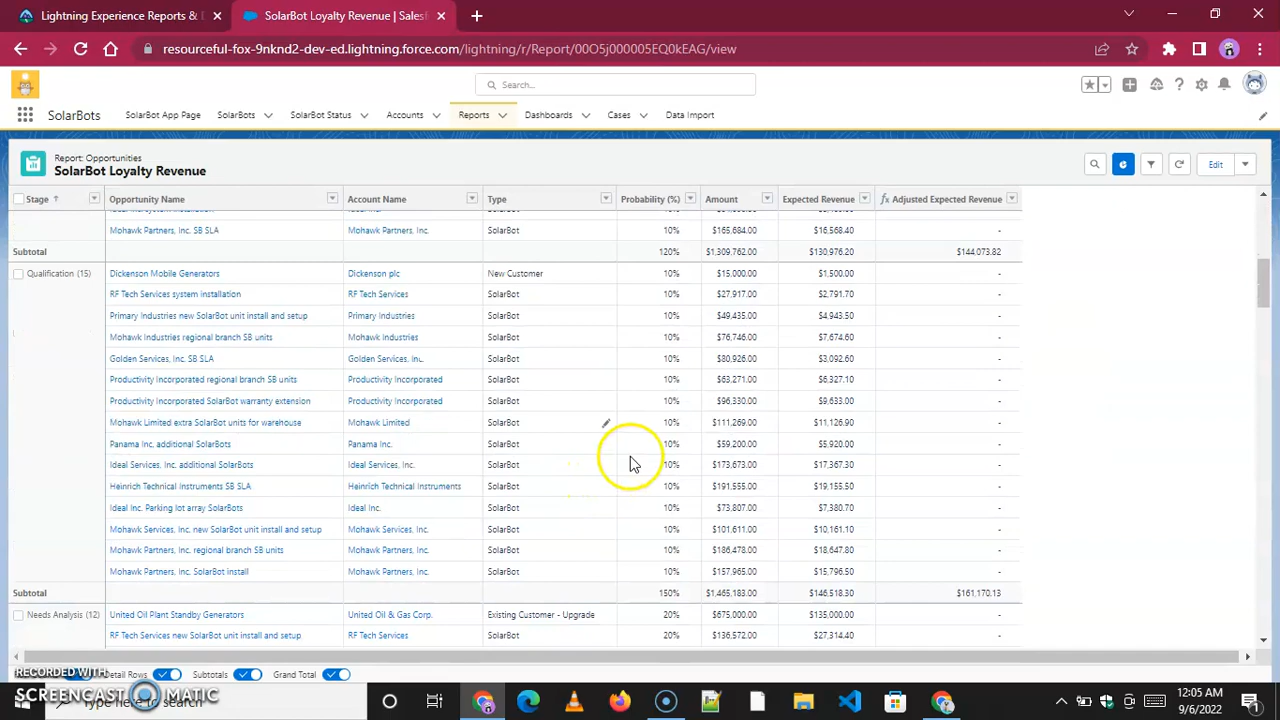 Lightning Experience Reports & D
SolarBot Loyalty Revenue | Salesf
resourceful-fox-9nknd2-dev-ed.lightning.force.com/lightning/r/Report/00O5j000005EQ0kEAG/view
Search...
SolarBots
SolarBot App Page
SolarBots
SolarBot Status
Accounts
Reports
Dashboards
Cases
Data Import
Report: Opportunities
SolarBot Loyalty Revenue
Edit
Stage ↑ Opportunity Name Account Name Type Probability (%) Amount Expected Revenue fx Adjusted Expected Revenue
Mohawk Partners, Inc. SB SLA Mohawk Partners, Inc. SolarBot 10% $165,684.00 $16,568.40 -
Subtotal 120% $1,309,762.00 $130,976.20 $144,073.82
Qualification (15) Dickenson Mobile Generators Dickenson plc New Customer 10% $15,000.00 $1,500.00 -
RF Tech Services system installation RF Tech Services SolarBot 10% $27,917.00 $2,791.70 -
Primary Industries new SolarBot unit install and setup Primary Industries SolarBot 10% $49,435.00 $4,943.50 -
Mohawk Industries regional branch SB units Mohawk Industries SolarBot 10% $76,746.00 $7,674.60 -
Golden Services, Inc. SB SLA Golden Services, Inc. SolarBot 10% -
Productivity Incorporated regional branch SB units Productivity Incorporated SolarBot 10% $63,271.00 $6,327.10 -
Productivity Incorporated SolarBot warranty extension Productivity Incorporated SolarBot 10% $96,330.00 $9,633.00 -
Mohawk Limited extra SolarBot units for warehouse Mohawk Limited SolarBot 10% $111,269.00 $11,126.90 -
Panama Inc. additional SolarBots Panama Inc. SolarBot 10% $59,200.00 $5,920.00 -
Ideal Services, Inc. additional SolarBots Ideal Services, Inc. SolarBot 10% $173,673.00 $17,367.30 -
Heinrich Technical Instruments SB SLA Heinrich Technical Instruments SolarBot 10% $191,555.00 $19,155.50 -
Ideal Inc. Parking lot array SolarBots Ideal Inc. SolarBot 10% $73,807.00 $7,380.70 -
Mohawk Services, Inc. new SolarBot unit install and setup Mohawk Services, Inc. SolarBot 10% $101,611.00 $10,161.10 -
Mohawk Partners, Inc. regional branch SB units Mohawk Partners, Inc. SolarBot 10% $186,478.00 $18,647.80 -
Mohawk Partners, Inc. SolarBot install Mohawk Partners, Inc. SolarBot 10% $157,965.00 $15,796.50 -
Subtotal 150% $1,465,183.00 $146,518.30 $161,170.13
Needs Analysis (12) United Oil Plant Standby Generators United Oil & Gas Corp. Existing Customer - Upgrade 20% $675,000.00 $135,000.00 -
RF Tech Services new SolarBot unit install and setup RF Tech Services SolarBot 20% $136,572.00 $27,314.40 -
Detail Rows Subtotals Grand Total
RECORDED WITH
SCREENCAST MATIC
Type here to search
12:05 AM
9/6/2022